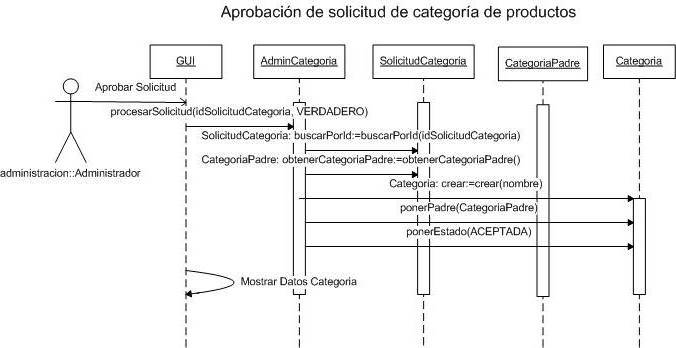 Aprobación de solicitud de categoría de productos
GUI
AdminCategoria
SolicitudCategoria
CategoriaPadre
Categoria
Aprobar Solicitud
procesarSolicitud(idSolicitudCategoria, VERDADERO)
SolicitudCategoria: buscarPorId:=buscarPorId(idSolicitudCategoria)
CategoriaPadre: obtenerCategoriaPadre:=obtenerCategoriaPadre()
administracion::Administrador
Categoria: crear:=crear(nombre)
ponerPadre(CategoriaPadre)
ponerEstado(ACEPTADA)
Mostrar Datos Categoria